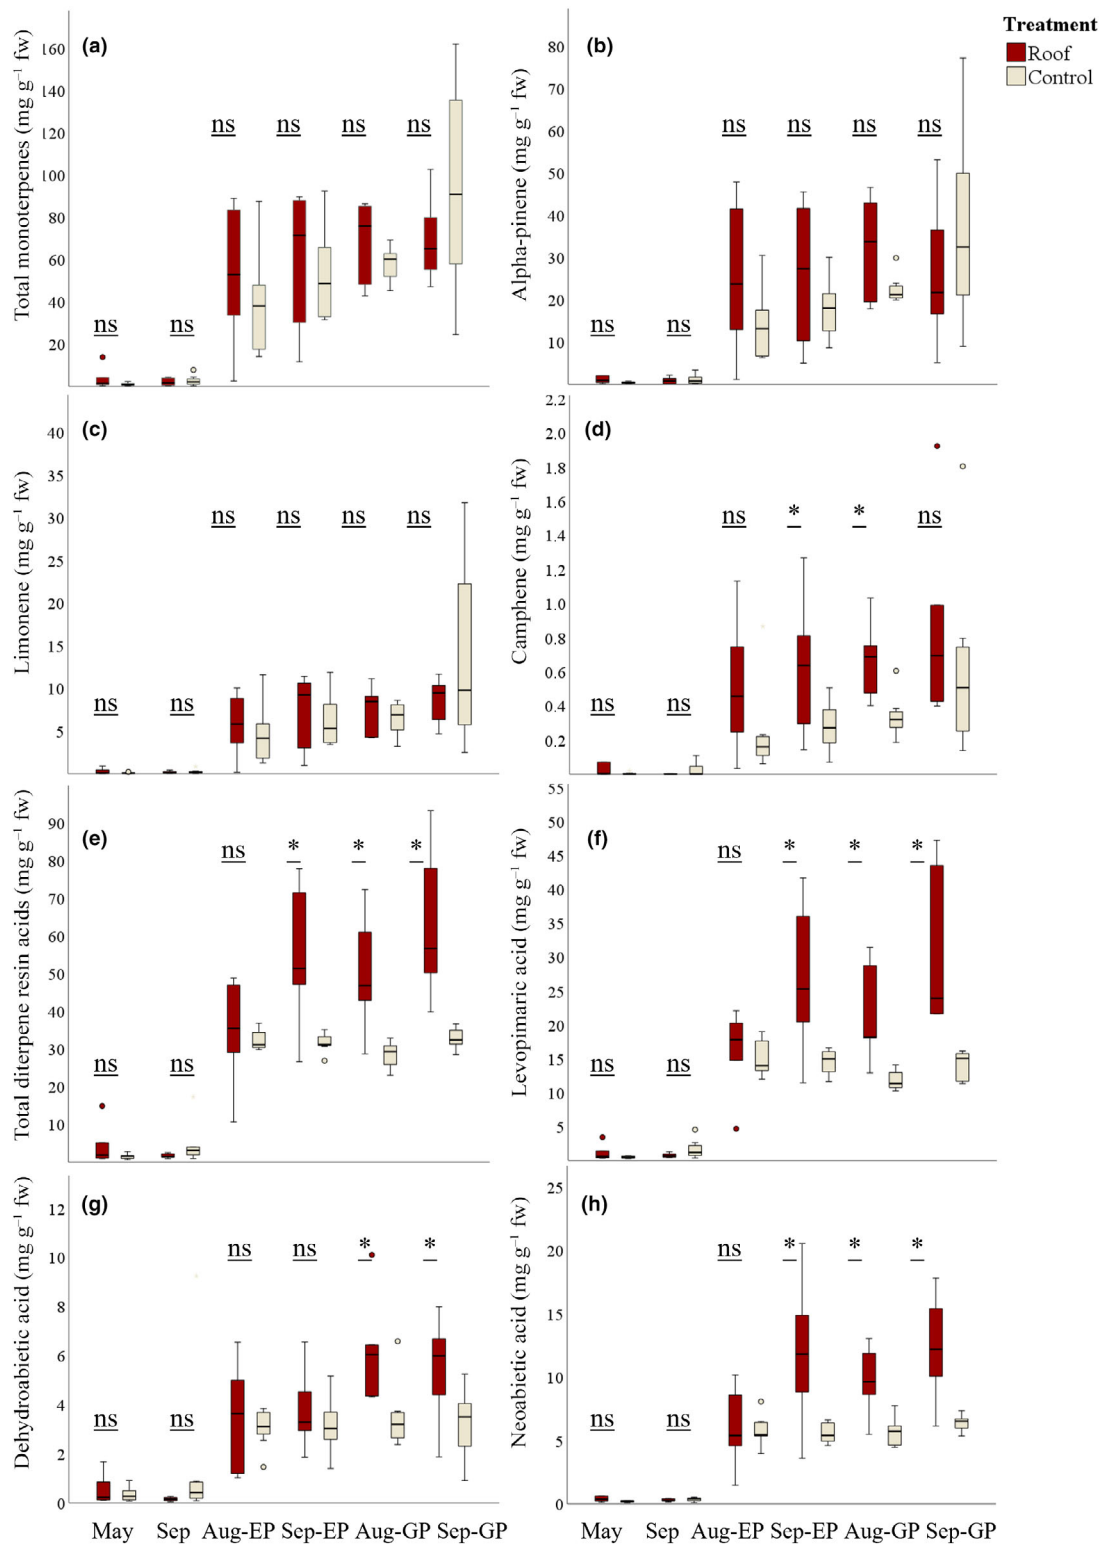 Treatment
Roof
Control
(a)
Total monoterpenes (mg g⁻¹ fw)
160
140
120
100
80
60
40
20
ns ns ns ns
ns ns
(b)
Alpha-pinene (mg g⁻¹ fw)
80
70
60
50
40
30
20
10
ns ns ns ns
ns ns
(c)
Limonene (mg g⁻¹ fw)
40
35
30
25
20
15
10
5
ns ns ns ns
ns ns
(d)
Camphene (mg g⁻¹ fw)
2.2
2.0
1.8
1.6
1.4
1.2
1.0
0.8
0.6
0.4
0.2
ns * * ns
ns ns
(e)
Total diterpene resin acids (mg g⁻¹ fw)
90
80
70
60
50
40
30
20
10
ns * * *
ns ns
(f)
Levopimaric acid (mg g⁻¹ fw)
55
50
45
40
35
30
25
20
15
10
5
ns * * *
ns ns
(g)
Dehydroabietic acid (mg g⁻¹ fw)
12
10
8
6
4
2
0
ns ns * *
ns ns
May Sep Aug-EP Sep-EP Aug-GP Sep-GP
(h)
Neoabietic acid (mg g⁻¹ fw)
25
20
15
10
5
0
ns * * *
ns ns
May Sep Aug-EP Sep-EP Aug-GP Sep-GP